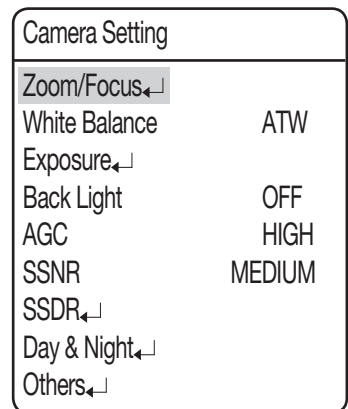 Camera Setting
Zoom/Focus↵
White Balance ATW
Exposure↵
Back Light OFF
AGC HIGH
SSNR MEDIUM
SSDR↵
Day & Night↵
Others↵